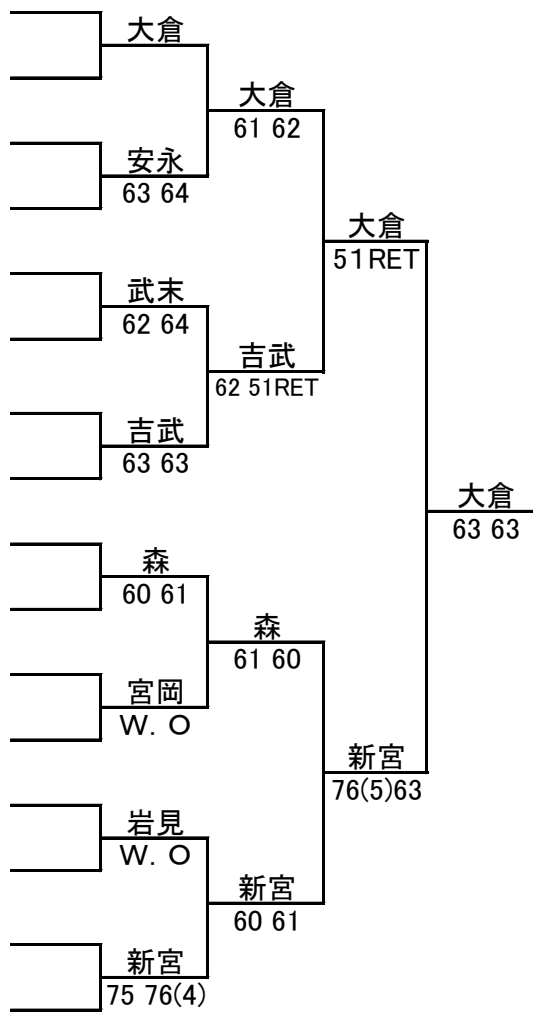 大倉
大倉
61 62
安永
63 64
大倉
51RET
武末
62 64
吉武
62 51RET
吉武
63 63
大倉
63 63
森
60 61
森
61 60
宮岡
W. O
新宮
76(5)63
岩見
W. O
新宮
60 61
新宮
75 76(4)